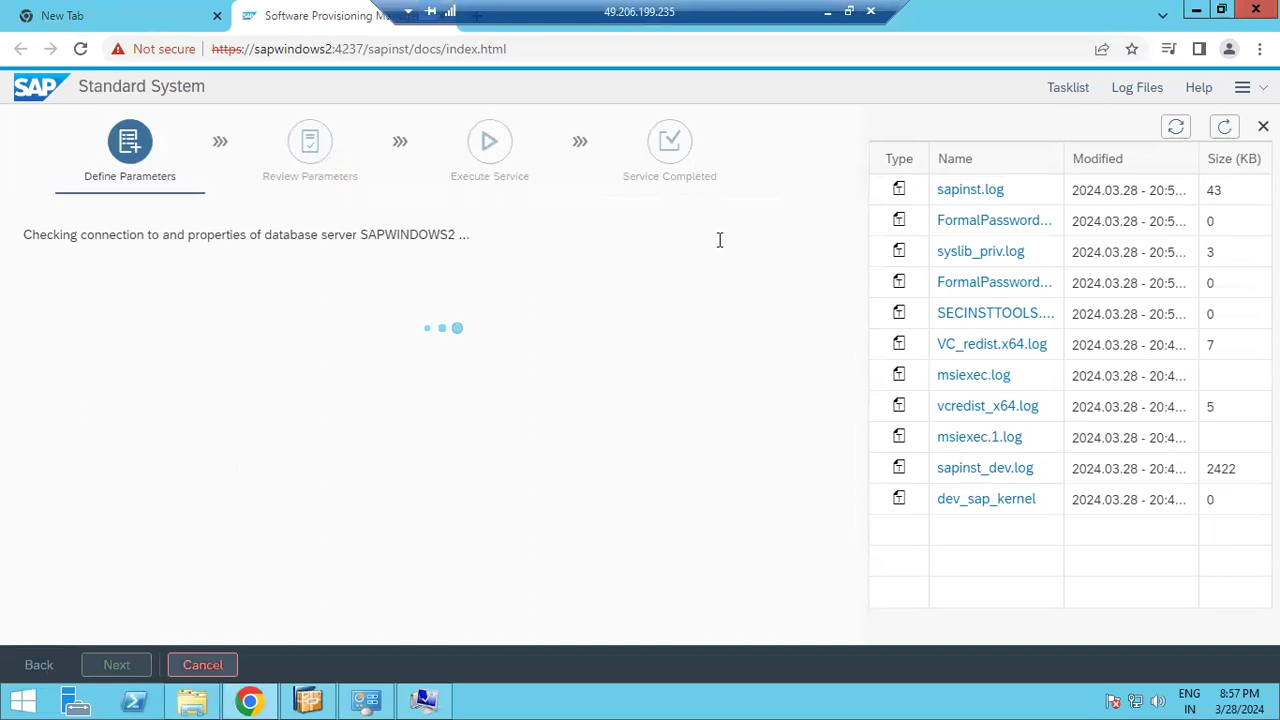 New Tab
Software Provisioning Man
49.206.199.235
Not secure
https://sapwindows2:4237/sapinst/docs/index.html
SAP
Standard System
Tasklist
Log Files
Help
Define Parameters
Review Parameters
Execute Service
Service Completed
Checking connection to and properties of database server SAPWINDOWS2 ...
Type Name Modified Size (KB)
sapinst.log 2024.03.28 - 20:5... 43
FormalPassword... 2024.03.28 - 20:5... 0
syslib_priv.log 2024.03.28 - 20:5... 3
FormalPassword... 2024.03.28 - 20:5... 0
SECINSTTOOLS.... 2024.03.28 - 20:5... 0
VC_redist.x64.log 2024.03.28 - 20:4... 7
msiexec.log 2024.03.28 - 20:4...
vcredist_x64.log 2024.03.28 - 20:4... 5
msiexec.1.log 2024.03.28 - 20:4...
sapinst_dev.log 2024.03.28 - 20:4... 2422
dev_sap_kernel 2024.03.28 - 20:4... 0
Back
Next
Cancel
ENG
IN
8:57 PM
3/28/2024